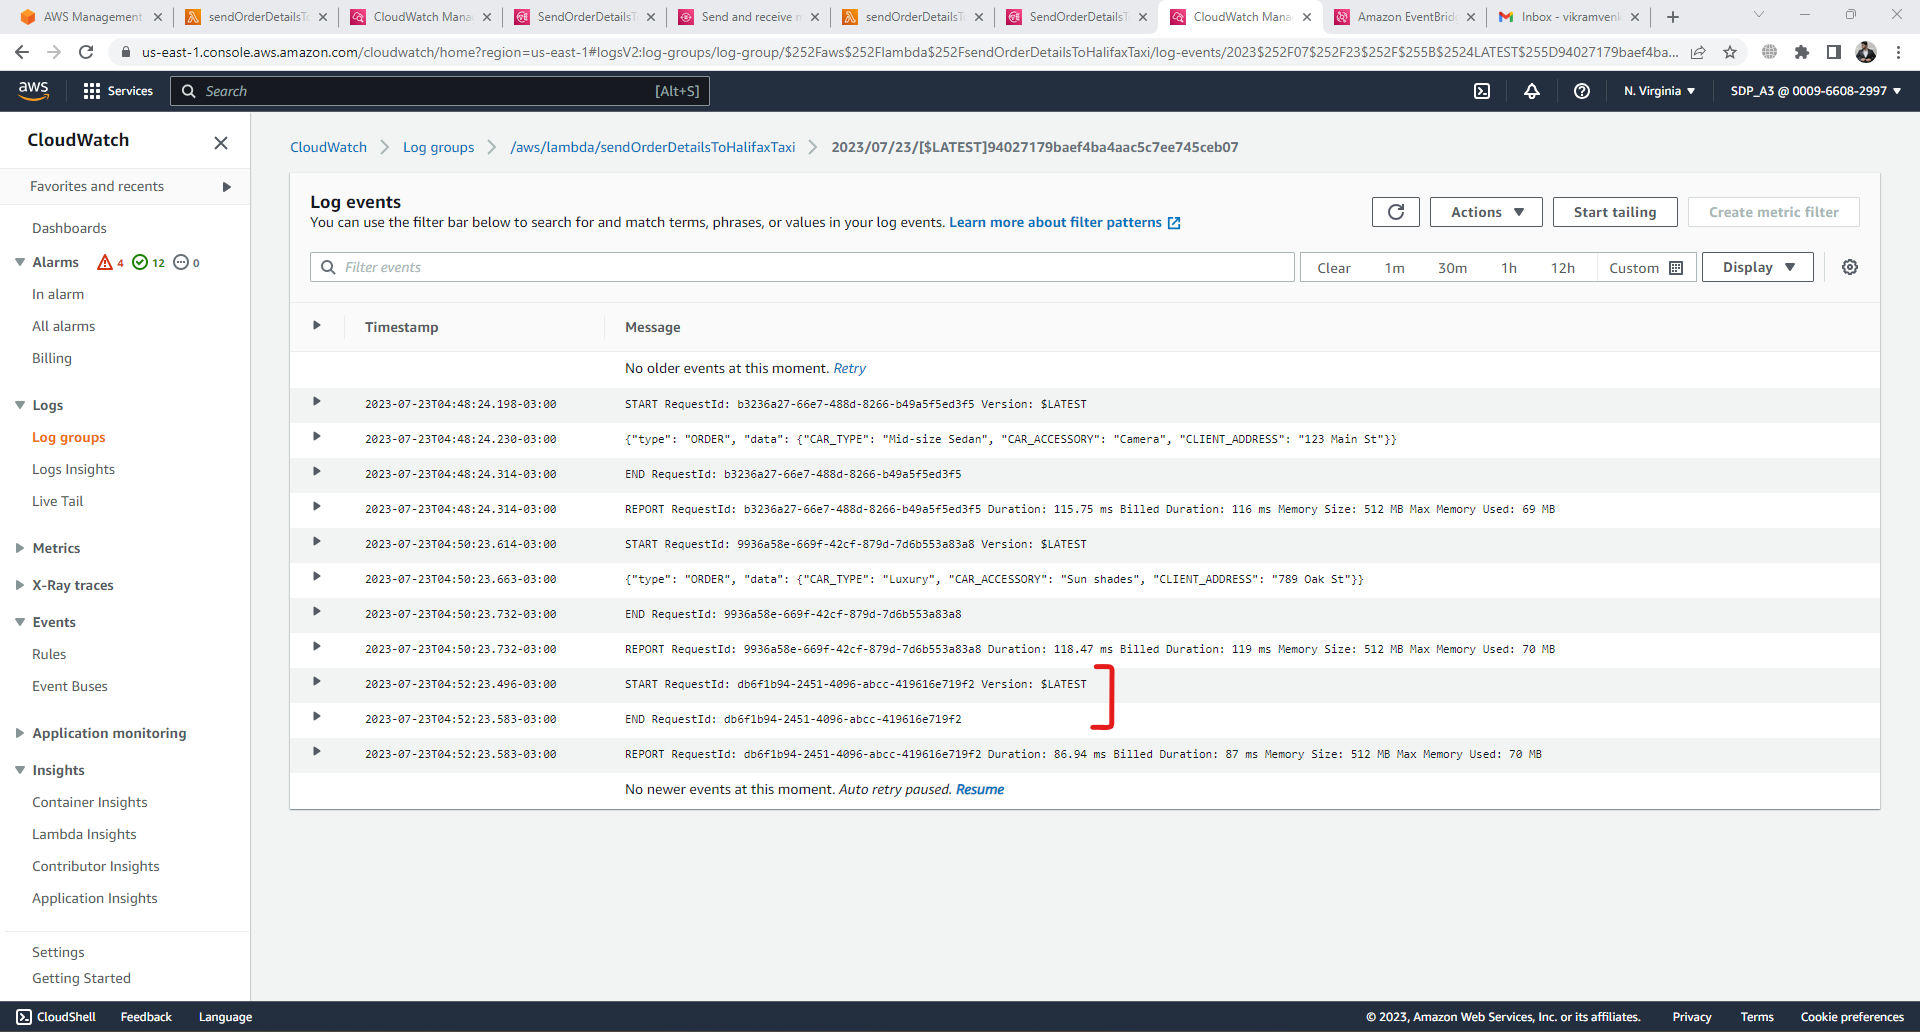 AWS Management
sendOrderDetailsTo
CloudWatch Mana
SendOrderDetailsT
Send and receive m
sendOrderDetailsTo
SendOrderDetailsT
CloudWatch Mana
Amazon EventBridg
Inbox - vikramvenk
us-east-1.console.aws.amazon.com/cloudwatch/home?region=us-east-1#logsV2:log-groups/log-group/$252Faws$252Flambda$252FsendOrderDetailsToHalifaxTaxi/log-events/2023$252F07$252F23$252F$255B$2524LATEST$255D94027179baef4ba...
aws
Services
Search
[Alt+S]
N. Virginia
SDP_A3 @ 0009-6608-2997
CloudWatch
Favorites and recents
Dashboards
Alarms 4 12 0
In alarm
All alarms
Billing
Logs
Log groups
Logs Insights
Live Tail
Metrics
X-Ray traces
Events
Rules
Event Buses
Application monitoring
Insights
Container Insights
Lambda Insights
Contributor Insights
Application Insights
Settings
Getting Started
CloudWatch
Log groups
/aws/lambda/sendOrderDetailsToHalifaxTaxi
2023/07/23/[$LATEST]94027179baef4ba4aac5c7ee745ceb07
Log events
You can use the filter bar below to search for and match terms, phrases, or values in your log events. Learn more about filter patterns
Actions
Start tailing
Create metric filter
Filter events
Clear
1m
30m
1h
12h
Custom
Display
Timestamp
Message
No older events at this moment. Retry
2023-07-23T04:48:24.198-03:00 START RequestId: b3236a27-66e7-488d-8266-b49a5f5ed3f5 Version: $LATEST
2023-07-23T04:48:24.230-03:00 {"type": "ORDER", "data": {"CAR_TYPE": "Mid-size Sedan", "CAR_ACCESSORY": "Camera", "CLIENT_ADDRESS": "123 Main St"}}
2023-07-23T04:48:24.314-03:00 END RequestId: b3236a27-66e7-488d-8266-b49a5f5ed3f5
2023-07-23T04:48:24.314-03:00 REPORT RequestId: b3236a27-66e7-488d-8266-b49a5f5ed3f5 Duration: 115.75 ms Billed Duration: 116 ms Memory Size: 512 MB Max Memory Used: 69 MB
2023-07-23T04:50:23.614-03:00 START RequestId: 9936a58e-669f-42cf-879d-7d6b553a83a8 Version: $LATEST
2023-07-23T04:50:23.663-03:00 {"type": "ORDER", "data": {"CAR_TYPE": "Luxury", "CAR_ACCESSORY": "Sun shades", "CLIENT_ADDRESS": "789 Oak St"}}
2023-07-23T04:50:23.732-03:00 END RequestId: 9936a58e-669f-42cf-879d-7d6b553a83a8
2023-07-23T04:50:23.732-03:00 REPORT RequestId: 9936a58e-669f-42cf-879d-7d6b553a83a8 Duration: 118.47 ms Billed Duration: 119 ms Memory Size: 512 MB Max Memory Used: 70 MB
2023-07-23T04:52:23.496-03:00 START RequestId: db6f1b94-2451-4096-abcc-419616e719f2 Version: $LATEST
2023-07-23T04:52:23.583-03:00 END RequestId: db6f1b94-2451-4096-abcc-419616e719f2
2023-07-23T04:52:23.583-03:00 REPORT RequestId: db6f1b94-2451-4096-abcc-419616e719f2 Duration: 86.94 ms Billed Duration: 87 ms Memory Size: 512 MB Max Memory Used: 70 MB
No newer events at this moment. Auto retry paused. Resume
CloudShell
Feedback
Language
© 2023, Amazon Web Services, Inc. or its affiliates.
Privacy
Terms
Cookie preferences